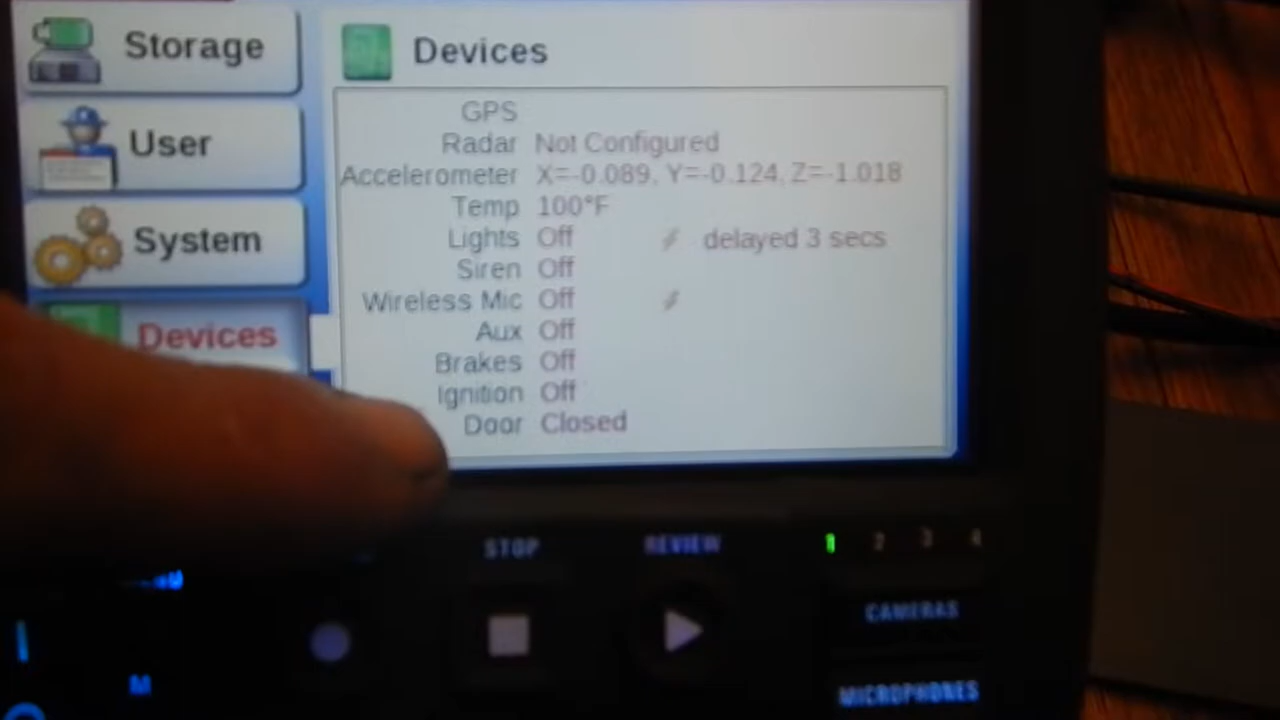 Storage
User
System
Devices
Devices
GPS
Radar Not Configured
Accelerometer X=-0.089, Y=-0.124, Z=-1.018
Temp 100°F
Lights Off delayed 3 secs
Siren Off
Wireless Mic Off
Aux Off
Brakes Off
Ignition Off
Door Closed
STOP
REVIEW
1 2 3 4
CAMERAS
M
MICROPHONES